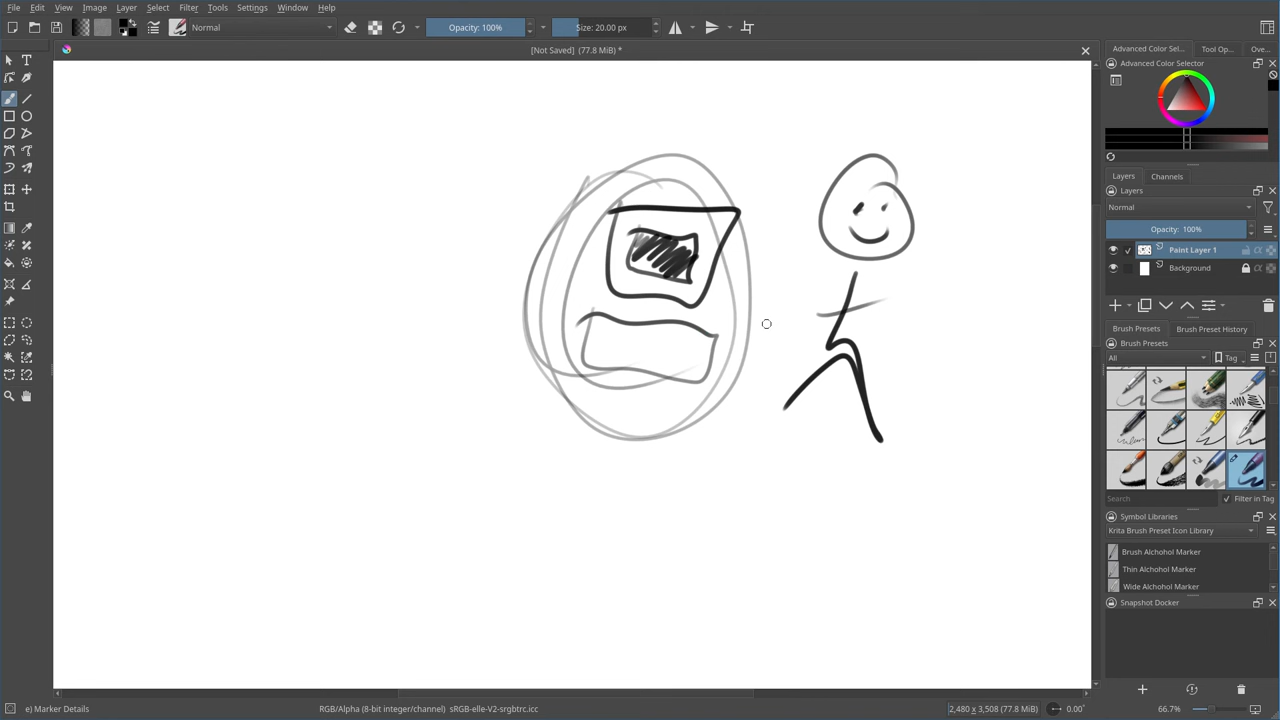 File Edit View Image Layer Select Filter Tools Settings Window Help
Normal Opacity: 100% Size: 20.00 px
[Not Saved] (77.8 MiB) *
Advanced Color Sel... Tool Op... Ove...
Advanced Color Selector
Layers Channels
Layers
Normal
Opacity: 100%
Paint Layer 1
Background
Brush Presets Brush Preset History
Brush Presets
All Tag
Search Filter in Tag
Symbol Libraries
Krita Brush Preset Icon Library
Brush Alchohol Marker
Thin Alchohol Marker
Wide Alchohol Marker
Snapshot Docker
e) Marker Details RGB/Alpha (8-bit integer/channel) sRGB-elle-V2-srgbtrc.icc 2,480 x 3,508 (77.8 MiB) 0.00° 66.7%